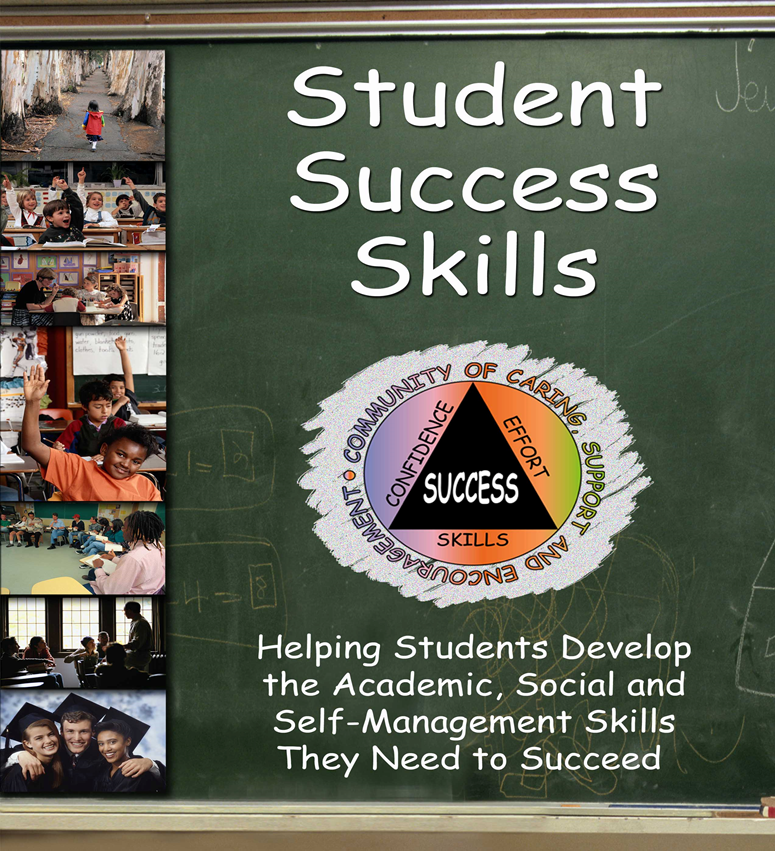 Student
Success
Skills
COMMUNITY OF CARING, SUPPORT AND ENCOURAGEMENT
CONFIDENCE
EFFORT
SUCCESS
SKILLS
Helping Students Develop
the Academic, Social and
Self-Management Skills
They Need to Succeed